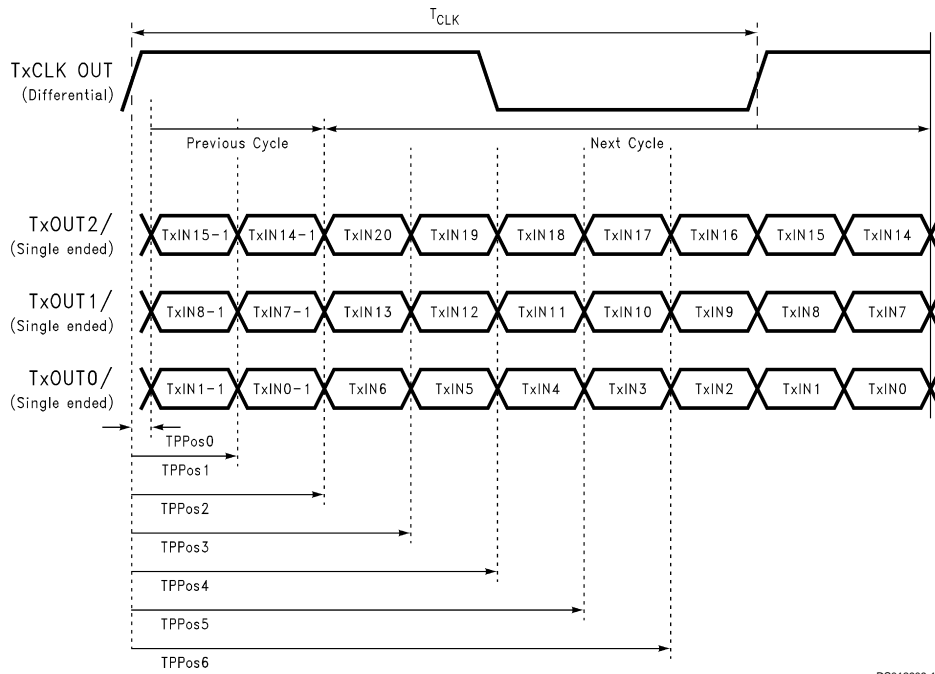 TCLK
TxCLK OUT
(Differential)
Previous Cycle
Next Cycle
TxOUT2/
(Single ended)
TxIN15-1 TxIN14-1 TxIN20 TxIN19 TxIN18 TxIN17 TxIN16 TxIN15 TxIN14
TxOUT1/
(Single ended)
TxIN8-1 TxIN7-1 TxIN13 TxIN12 TxIN11 TxIN10 TxIN9 TxIN8 TxIN7
TxOUT0/
(Single ended)
TxIN1-1 TxIN0-1 TxIN6 TxIN5 TxIN4 TxIN3 TxIN2 TxIN1 TxIN0
TPPos0
TPPos1
TPPos2
TPPos3
TPPos4
TPPos5
TPPos6